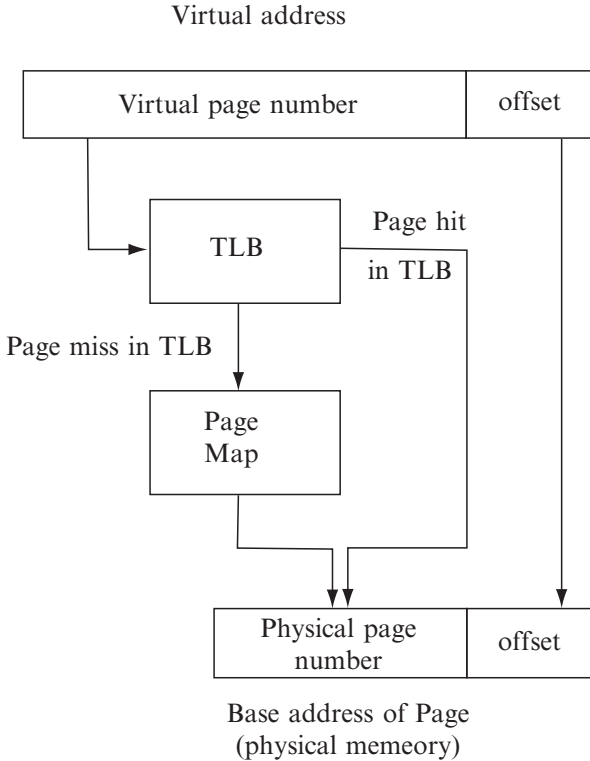 Virtual address
Virtual page number
offset
TLB
Page hit
in TLB
Page miss in TLB
Page
Map
Physical page
number
offset
Base address of Page
(physical memeory)